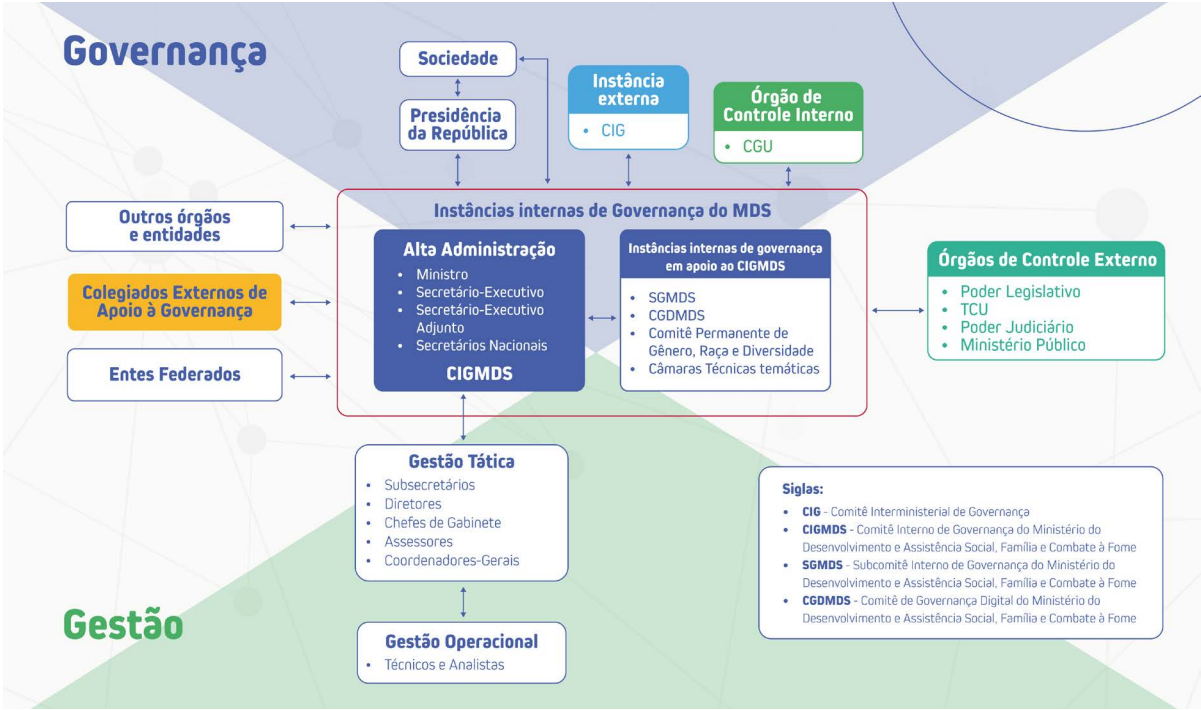 Governança
Sociedade
Presidência
da República
Instância
externa
• CIG
Órgão de
Controle Interno
• CGU
Outros órgãos
e entidades
Colegiados Externos de
Apoio à Governança
Entes Federados
Instâncias internas de Governança do MDS
Alta Administração
• Ministro
• Secretário-Executivo
• Secretário-Executivo
Adjunto
• Secretários Nacionais
CIGMDS
Instâncias internas de governança
em apoio ao CIGMDS
• SGMDS
• CGDMDS
• Comitê Permanente de
Gênero, Raça e Diversidade
• Câmaras Técnicas temáticas
Órgãos de Controle Externo
• Poder Legislativo
• TCU
• Poder Judiciário
• Ministério Público
Gestão Tática
• Subsecretários
• Diretores
• Chefes de Gabinete
• Assessores
• Coordenadores-Gerais
Gestão
Gestão Operacional
• Técnicos e Analistas
Siglas:
• CIG - Comitê Interministerial de Governança
• CIGMDS - Comitê Interno de Governança do Ministério do
Desenvolvimento e Assistência Social, Família e Combate à Fome
• SGMDS - Subcomitê Interno de Governança do Ministério do
Desenvolvimento e Assistência Social, Família e Combate à Fome
• CGDMDS - Comitê de Governança Digital do Ministério do
Desenvolvimento e Assistência Social, Família e Combate à Fome